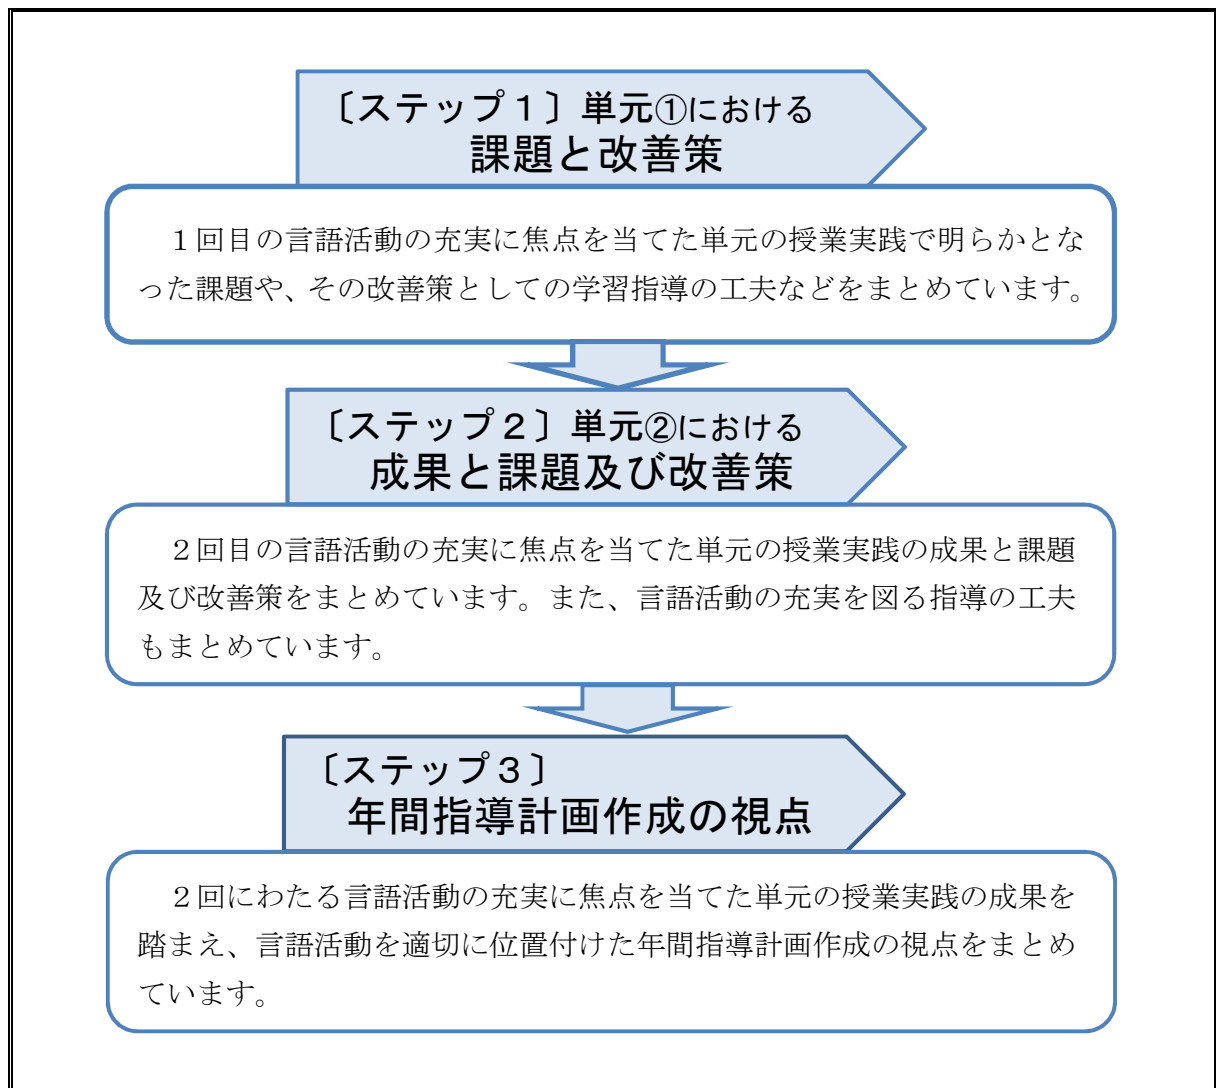 〔ステップ１〕単元①における
課題と改善策
１回目の言語活動の充実に焦点を当てた単元の授業実践で明らかとな
った課題や、その改善策としての学習指導の工夫などをまとめています。
〔ステップ２〕単元②における
成果と課題及び改善策
２回目の言語活動の充実に焦点を当てた単元の授業実践の成果と課題
及び改善策をまとめています。また、言語活動の充実を図る指導の工夫
もまとめています。
〔ステップ３〕
年間指導計画作成の視点
２回にわたる言語活動の充実に焦点を当てた単元の授業実践の成果を
踏まえ、言語活動を適切に位置付けた年間指導計画作成の視点をまとめ
ています。